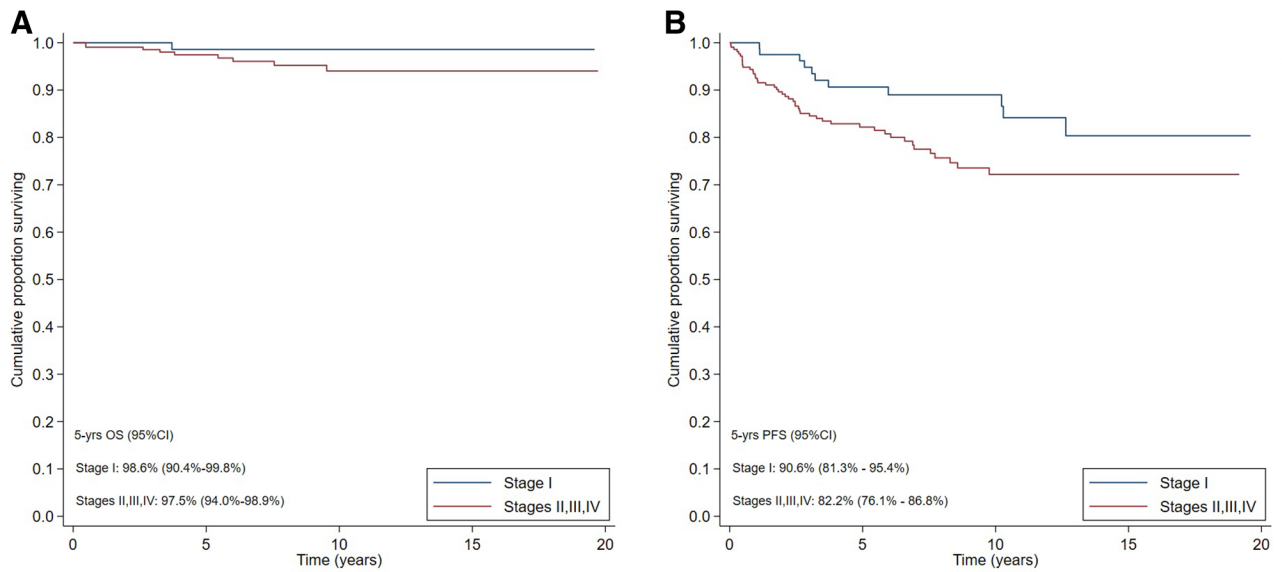 A
Cumulative proportion surviving
1.0
0.9
0.8
0.7
0.6
0.5
0.4
0.3
0.2
0.1
0.0
5-yrs OS (95%CI)
Stage I: 98.6% (90.4%-99.8%)
Stages II,III,IV: 97.5% (94.0%-98.9%)
Stage I
Stages II,III,IV
0 5 10 15 20
Time (years)
B
Cumulative proportion surviving
1.0
0.9
0.8
0.7
0.6
0.5
0.4
0.3
0.2
0.1
0.0
5-yrs PFS (95%CI)
Stage I: 90.6% (81.3% - 95.4%)
Stages II,III,IV: 82.2% (76.1% - 86.8%)
Stage I
Stages II,III,IV
0 5 10 15 20
Time (years)